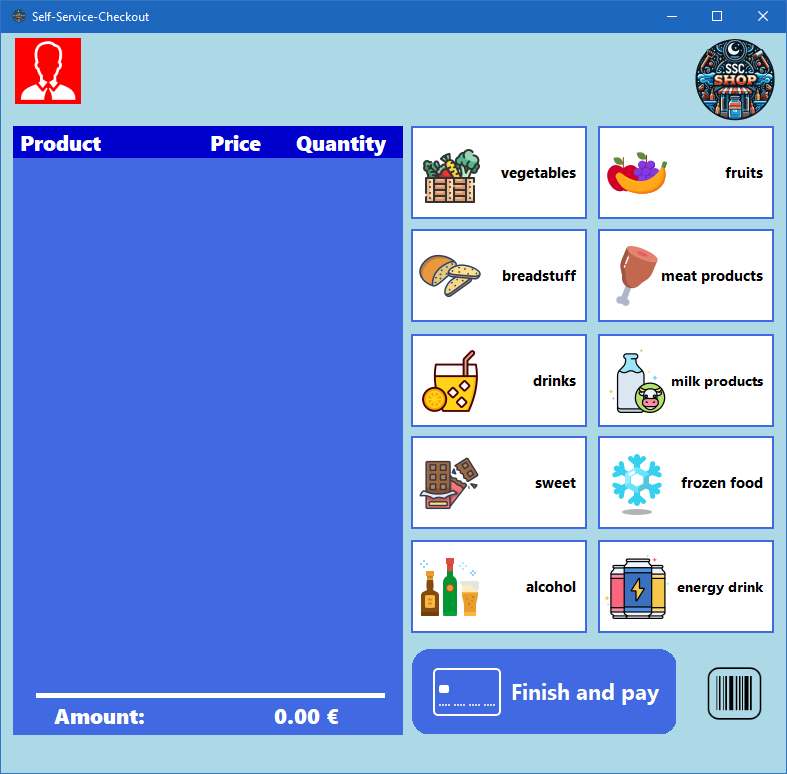 Self-Service-Checkout
SSC
SHOP
Product Price Quantity
vegetables
fruits
breadstuff
meat products
drinks
milk products
sweet
frozen food
alcohol
energy drink
Amount: 0.00 €
Finish and pay